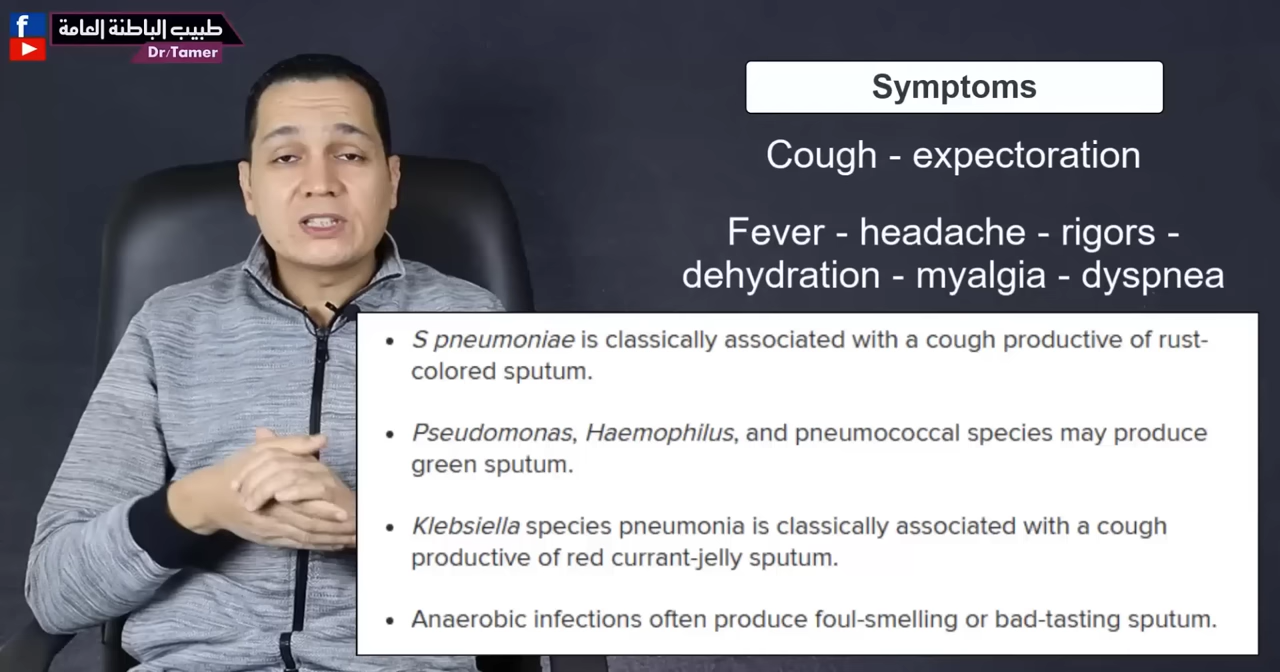 طبيب الباطنة العامة
Dr/Tamer
Symptoms
Cough - expectoration
Fever - headache - rigors -
dehydration - myalgia - dyspnea
• S pneumoniae is classically associated with a cough productive of rust-
colored sputum.
• Pseudomonas, Haemophilus, and pneumococcal species may produce
green sputum.
• Klebsiella species pneumonia is classically associated with a cough
productive of red currant-jelly sputum.
• Anaerobic infections often produce foul-smelling or bad-tasting sputum.